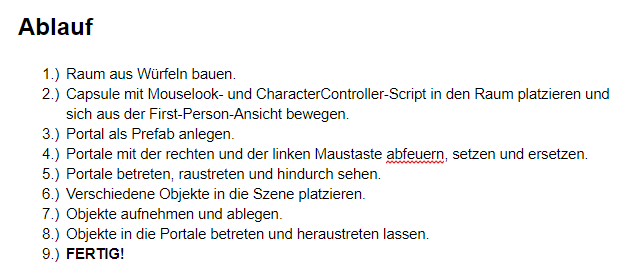 Ablauf
1.) Raum aus Würfeln bauen.
2.) Capsule mit Mouselook- und CharacterController-Script in den Raum platzieren und
sich aus der First-Person-Ansicht bewegen.
3.) Portal als Prefab anlegen.
4.) Portale mit der rechten und der linken Maustaste abfeuern, setzen und ersetzen.
5.) Portale betreten, raustreten und hindurch sehen.
6.) Verschiedene Objekte in die Szene platzieren.
7.) Objekte aufnehmen und ablegen.
8.) Objekte in die Portale betreten und heraustreten lassen.
9.) FERTIG!